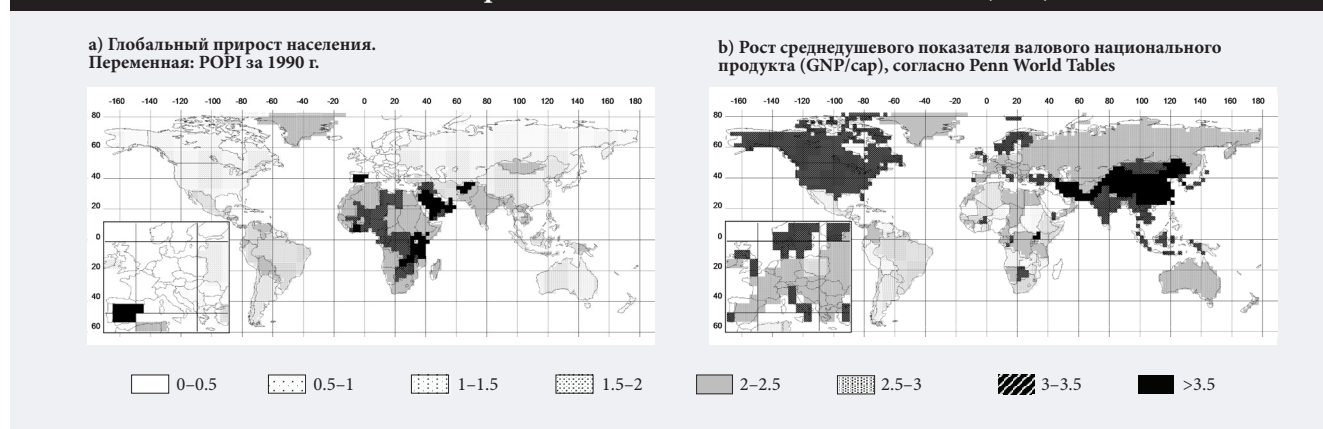 a) Глобальный прирост населения.
Переменная: POPI за 1990 г.
-160 -140 -120 -100 -80 -60 -40 -20 0 20 40 60 80 100 120 140 160 180
80
60
40
20
0
20
40
60
b) Рост среднедушевого показателя валового национального
продукта (GNP/cap), согласно Penn World Tables
-160 -140 -120 -100 -80 -60 -40 -20 0 20 40 60 80 100 120 140 160 180
80
60
40
20
0
20
40
60
0–0.5 0.5–1 1–1.5 1.5–2 2–2.5 2.5–3 3–3.5 >3.5